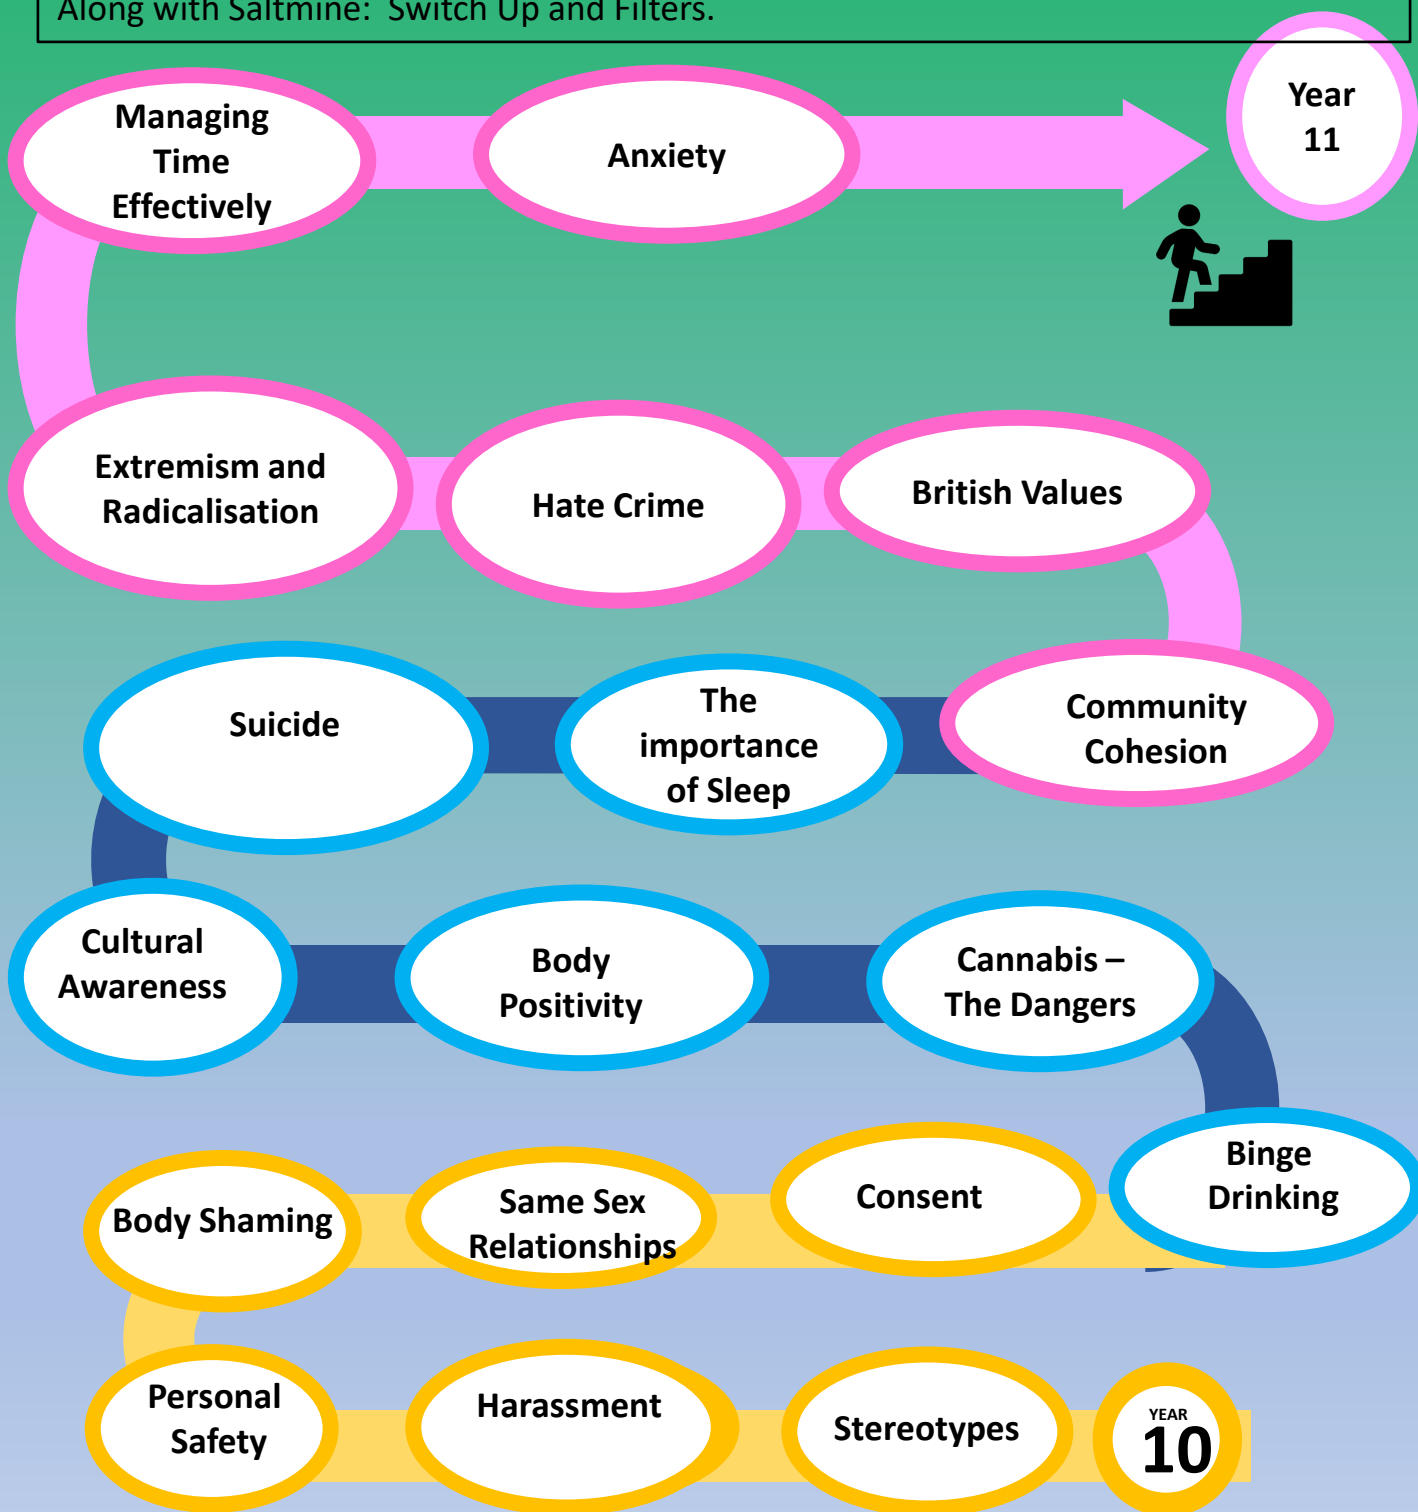 Along with Saltmine:  Switch Up and Filters.
Managing
Time
Effectively
Anxiety
Year
11
Extremism and
Radicalisation
Hate Crime
British Values
Suicide
The
importance
of Sleep
Community
Cohesion
Cultural
Awareness
Body
Positivity
Cannabis –
The Dangers
Body Shaming
Same Sex
Relationships
Consent
Binge
Drinking
Personal
Safety
Harassment
Stereotypes
YEAR
10